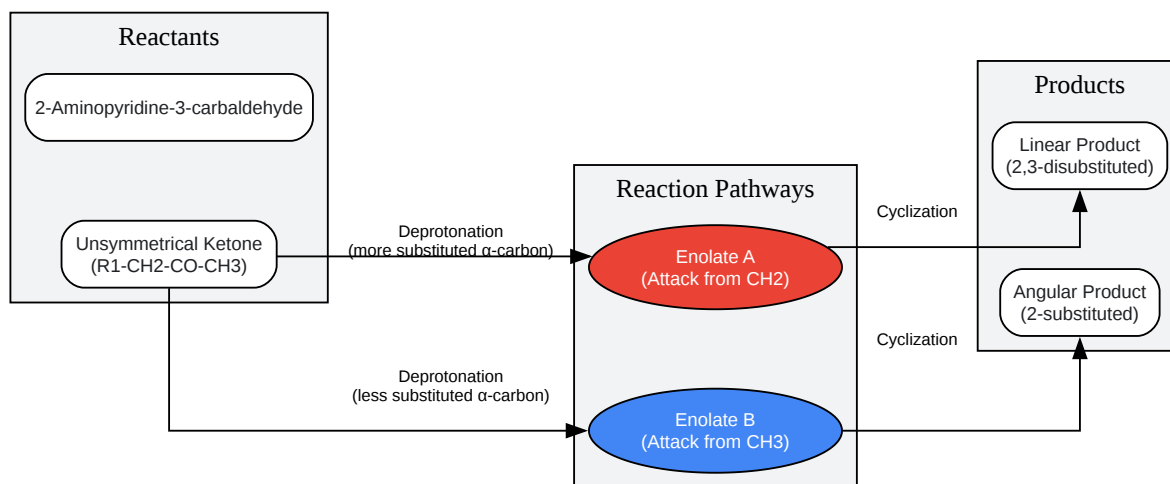 Reactants
2-Aminopyridine-3-carbaldehyde
Unsymmetrical Ketone
(R1-CH2-CO-CH3)
Deprotonation
(more substituted α-carbon)
Deprotonation
(less substituted α-carbon)
Reaction Pathways
Enolate A
(Attack from CH2)
Enolate B
(Attack from CH3)
Cyclization
Cyclization
Products
Linear Product
(2,3-disubstituted)
Angular Product
(2-substituted)